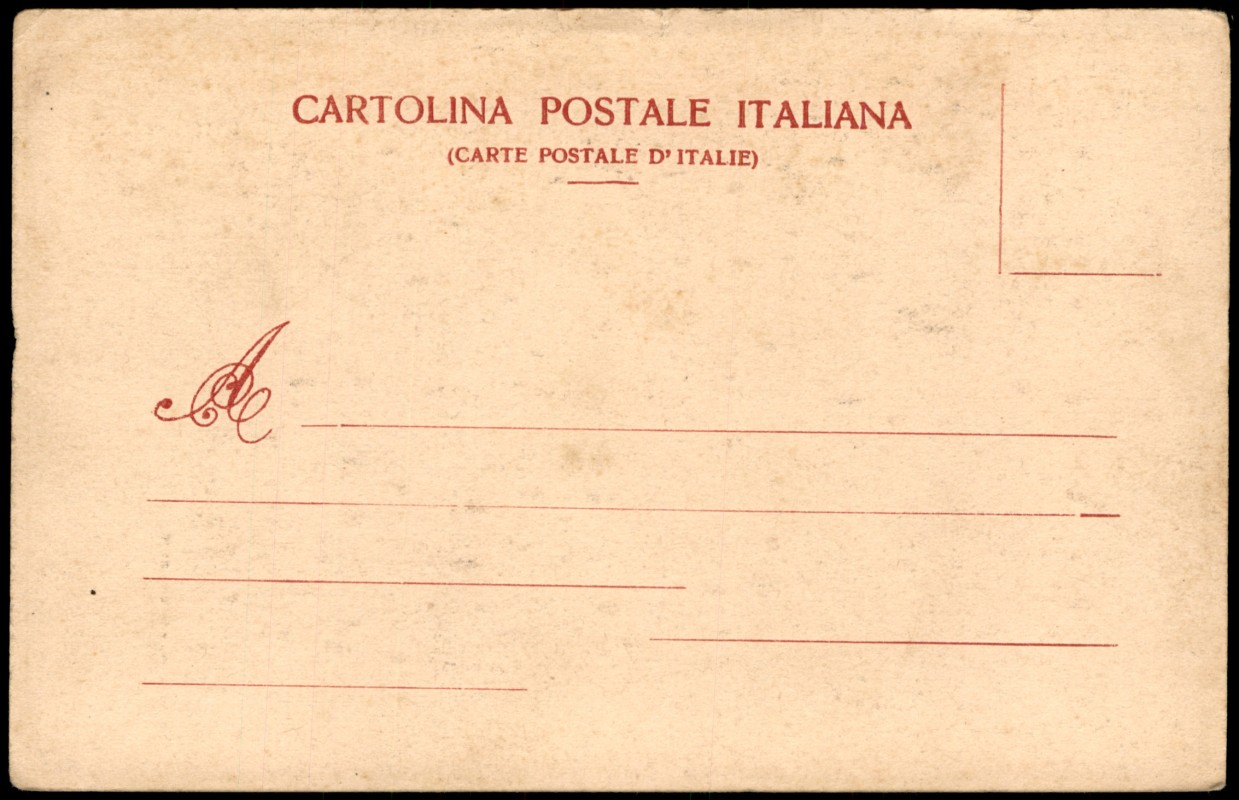 CARTOLINA POSTALE ITALIANA
(CARTE POSTALE D'ITALIE)
A